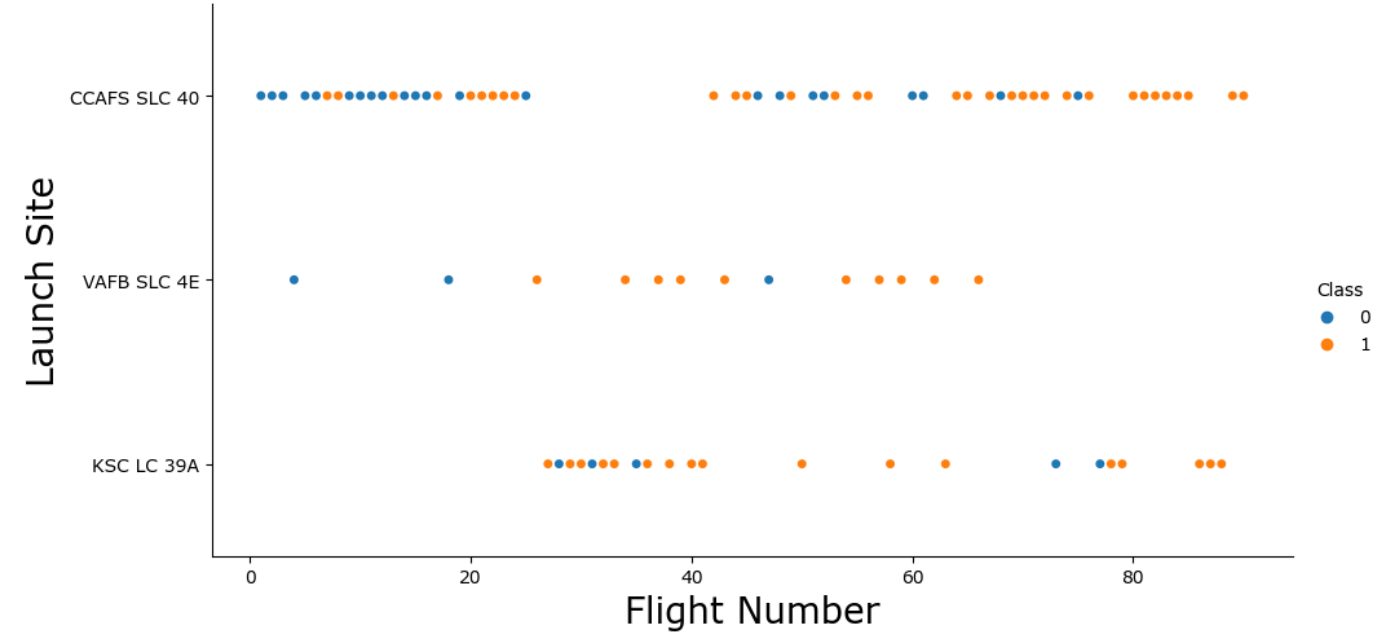 CCAFS SLC 40
VAFB SLC 4E
KSC LC 39A
Launch Site
0 20 40 60 80
Flight Number
Class
0
1